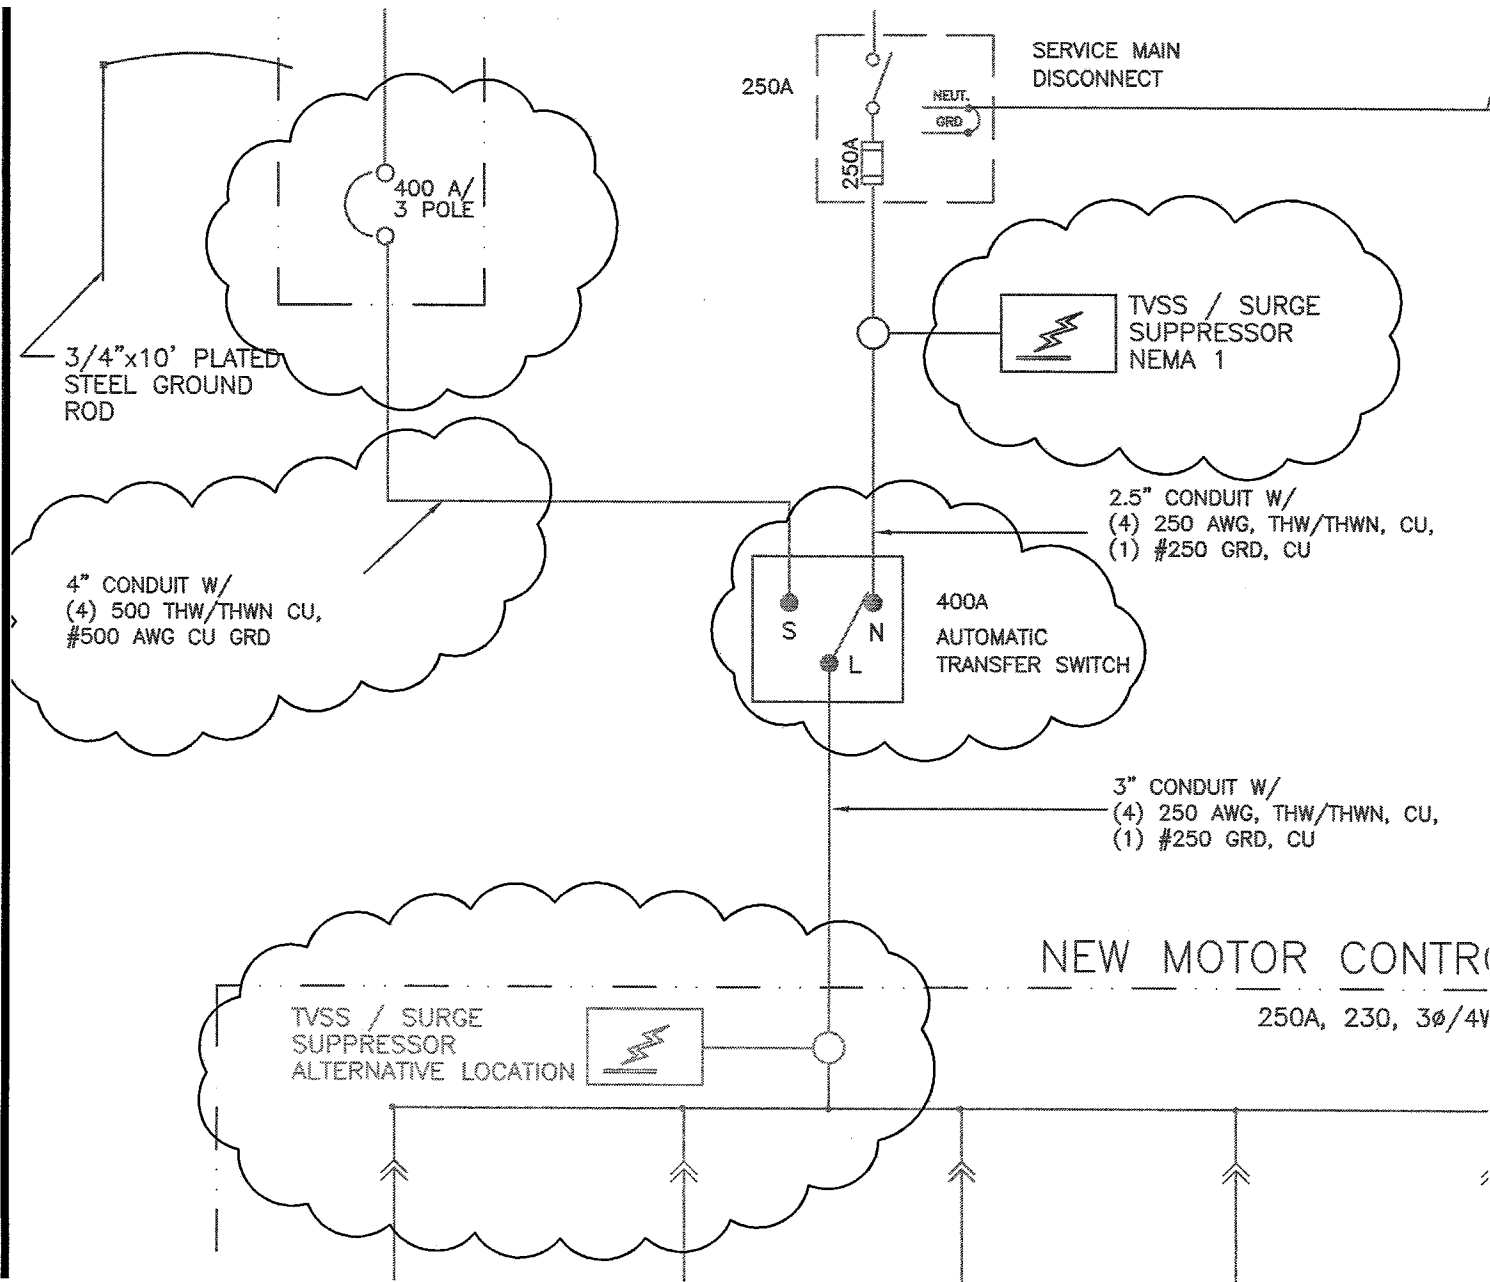 SERVICE MAIN
DISCONNECT
250A
NEUT.
GRD
250A
400 A/
3 POLE
TVSS / SURGE
SUPPRESSOR
NEMA 1
3/4"x10' PLATED
STEEL GROUND
ROD
2.5" CONDUIT W/
(4) 250 AWG, THW/THWN, CU,
(1) #250 GRD, CU
4" CONDUIT W/
(4) 500 THW/THWN CU,
#500 AWG CU GRD
S
N
L
400A
AUTOMATIC
TRANSFER SWITCH
3" CONDUIT W/
(4) 250 AWG, THW/THWN, CU,
(1) #250 GRD, CU
NEW MOTOR CONTR
250A, 230, 3ø/4W
TVSS / SURGE
SUPPRESSOR
ALTERNATIVE LOCATION